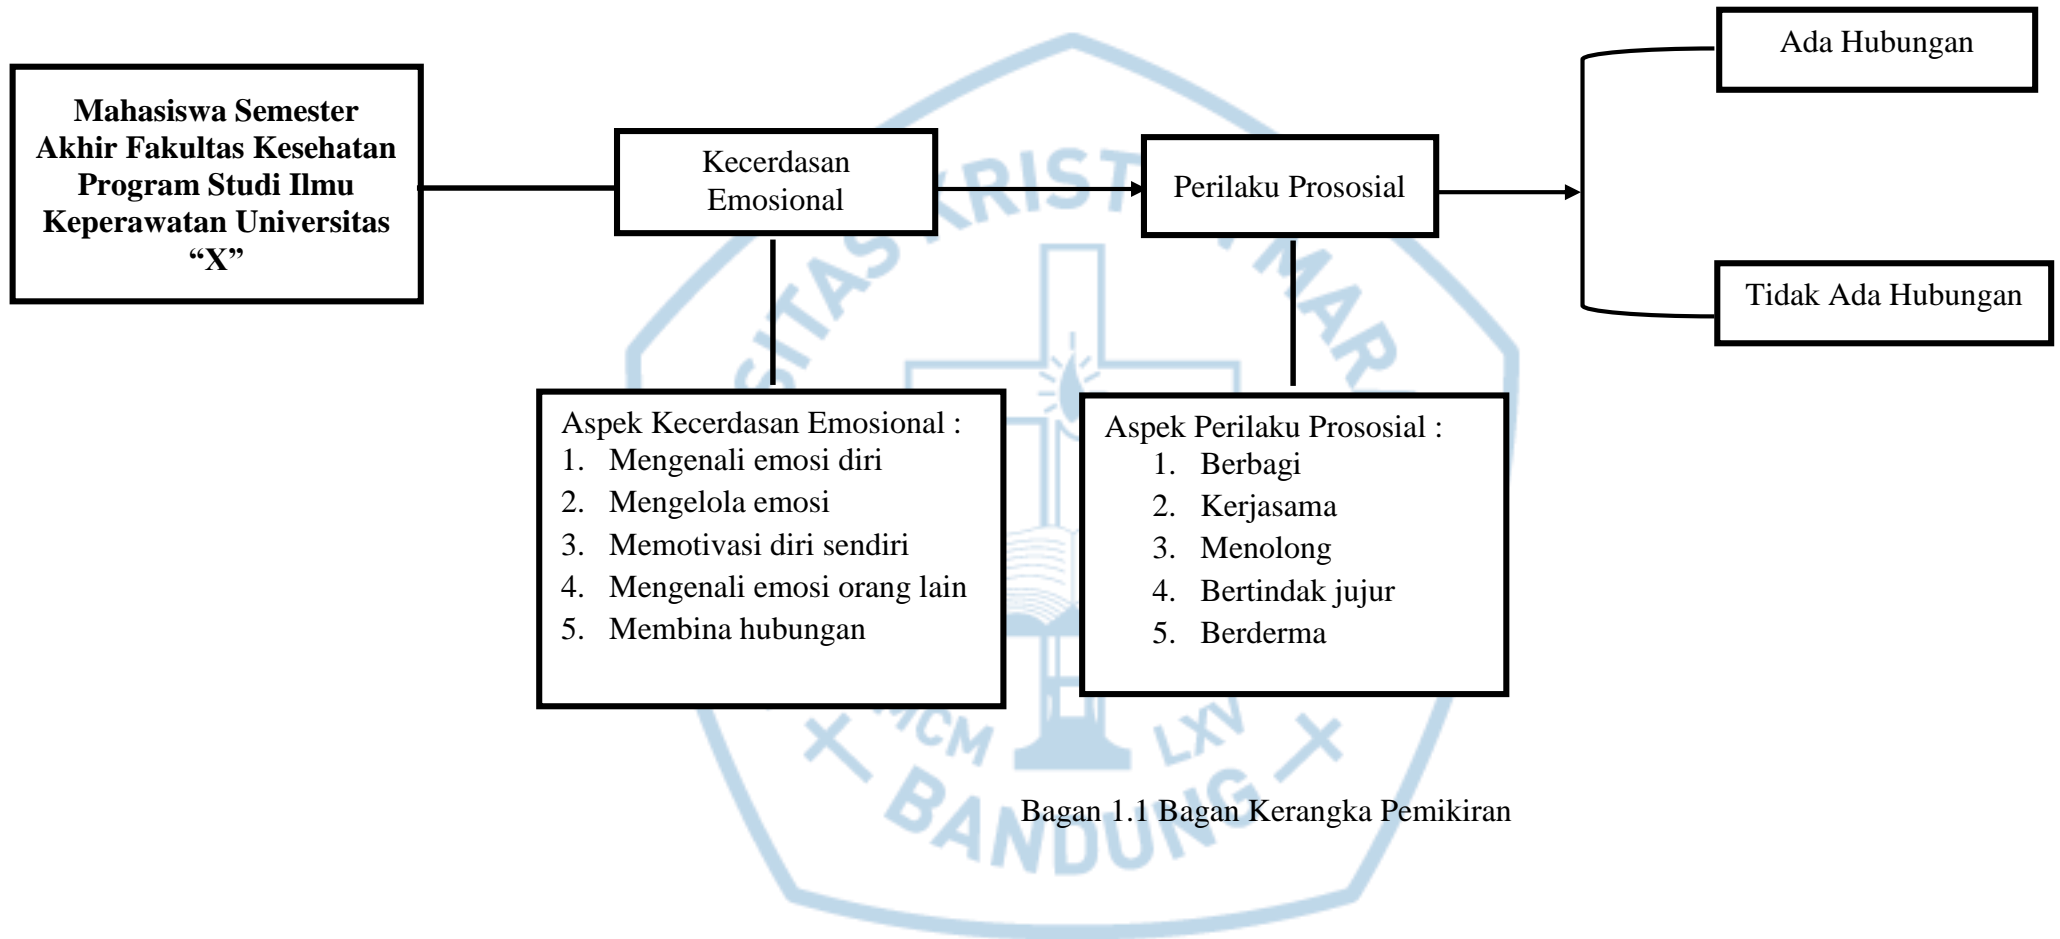 Mahasiswa Semester
Akhir Fakultas Kesehatan
Program Studi Ilmu
Keperawatan Universitas
“X”
Kecerdasan
Emosional
Perilaku Prososial
Ada Hubungan
Tidak Ada Hubungan
Aspek Kecerdasan Emosional :
1. Mengenali emosi diri
2. Mengelola emosi
3. Memotivasi diri sendiri
4. Mengenali emosi orang lain
5. Membina hubungan
Aspek Perilaku Prososial :
1. Berbagi
2. Kerjasama
3. Menolong
4. Bertindak jujur
5. Berderma
Bagan 1.1 Bagan Kerangka Pemikiran
MCM LXV
BANDUNG